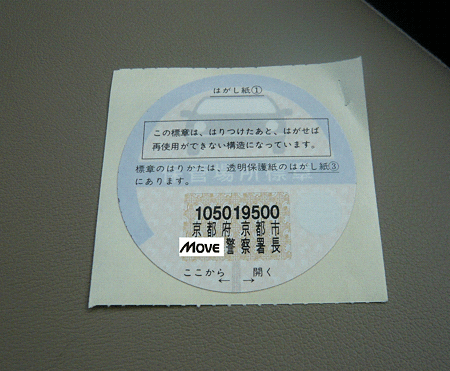 はがし紙①
この標章は、はりつけたあと、はがせば
再使用ができない構造になっています。
標章のはりかたは、透明保護紙のはがし紙③
にあります。
105019500
京都府 京都市
MOVE 警察署長
ここから 開く
← →